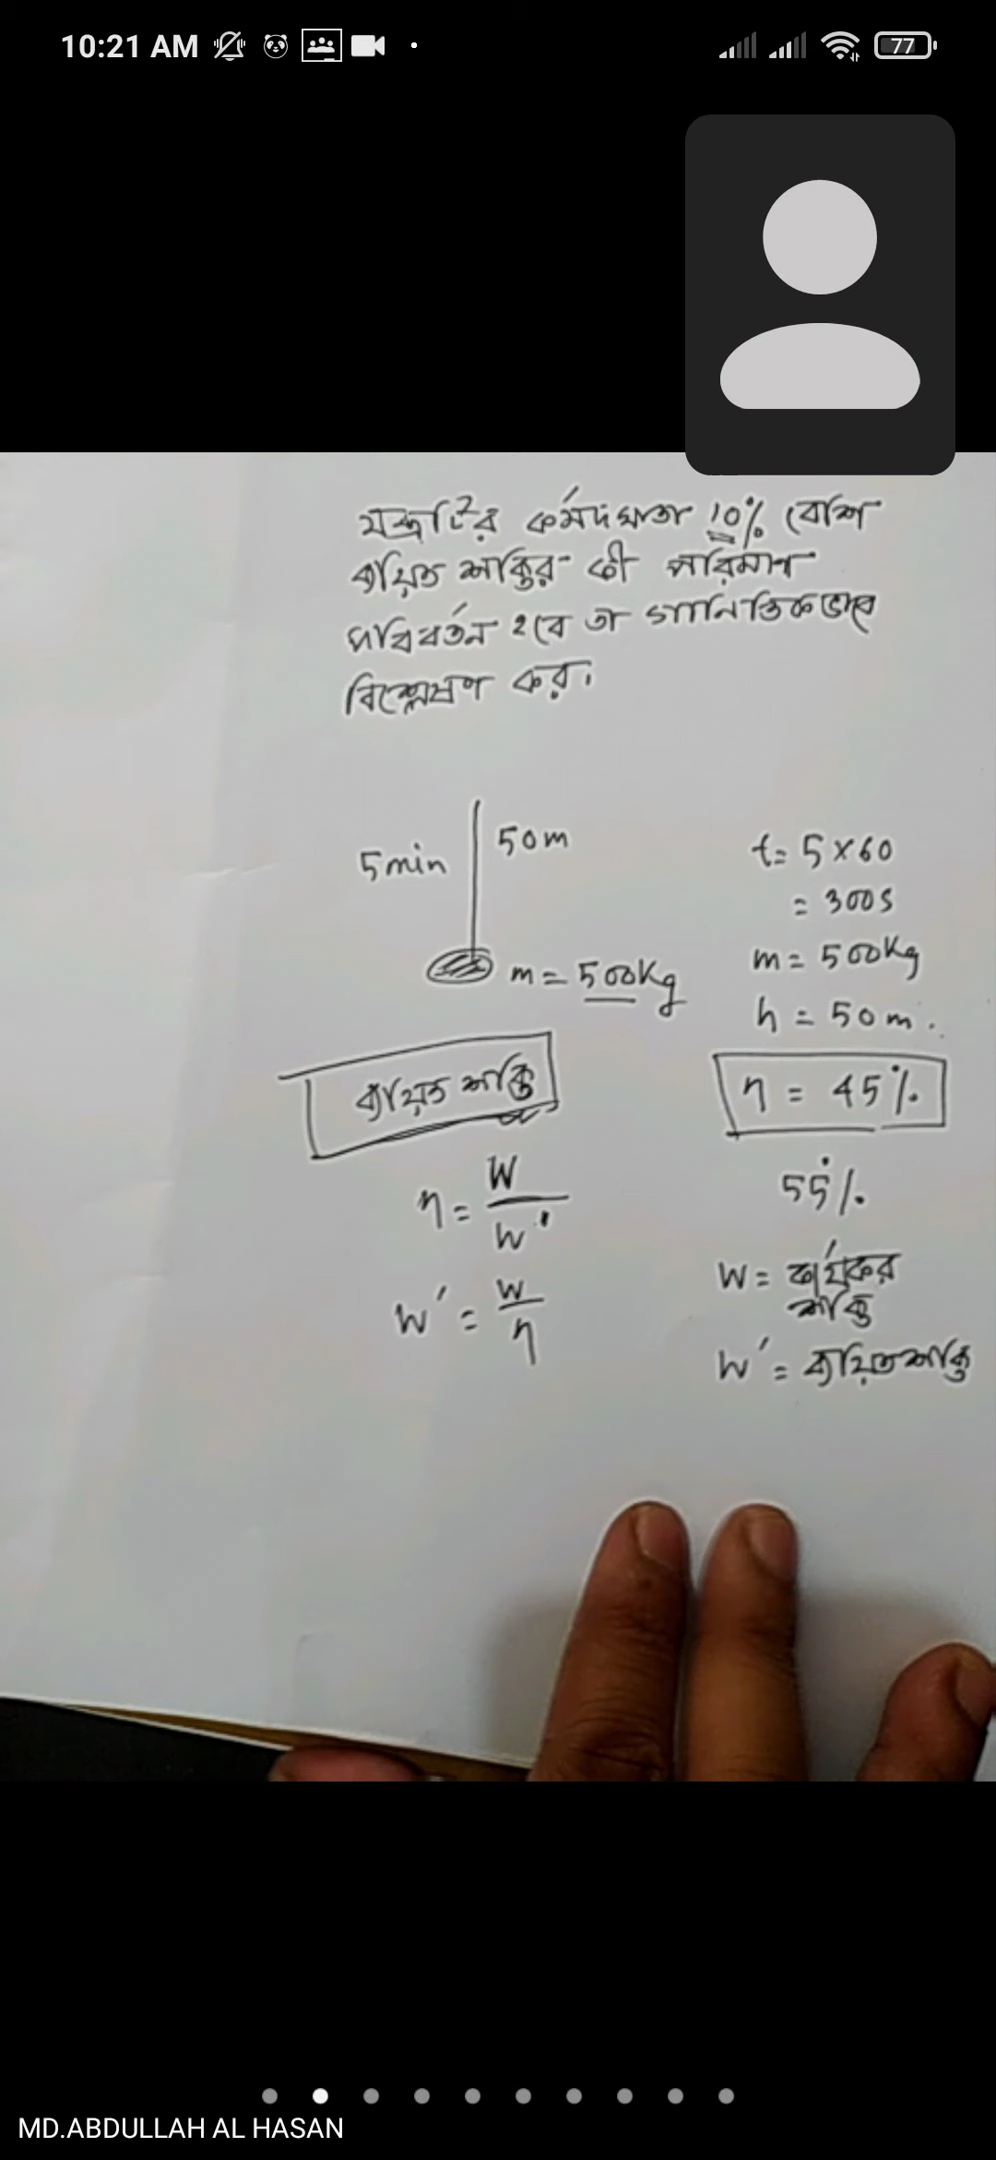 10:21 AM
77
যন্ত্রটির কর্মদক্ষতা 10% বেশি
ব্যয়িত শক্তির কী পরিমাণ
পরিবর্তন হবে তা গানিতিকভাবে
বিশ্লেষণ কর।
5min
50m
m = 500kg
t = 5 × 60
= 300s
m = 500kg
h = 50m.
ব্যয়িত শক্তি
η = 45%
55%
η = W / W'
W' = W / η
W = কার্যকর
শক্তি
W' = ব্যয়িতশক্তি
MD.ABDULLAH AL HASAN